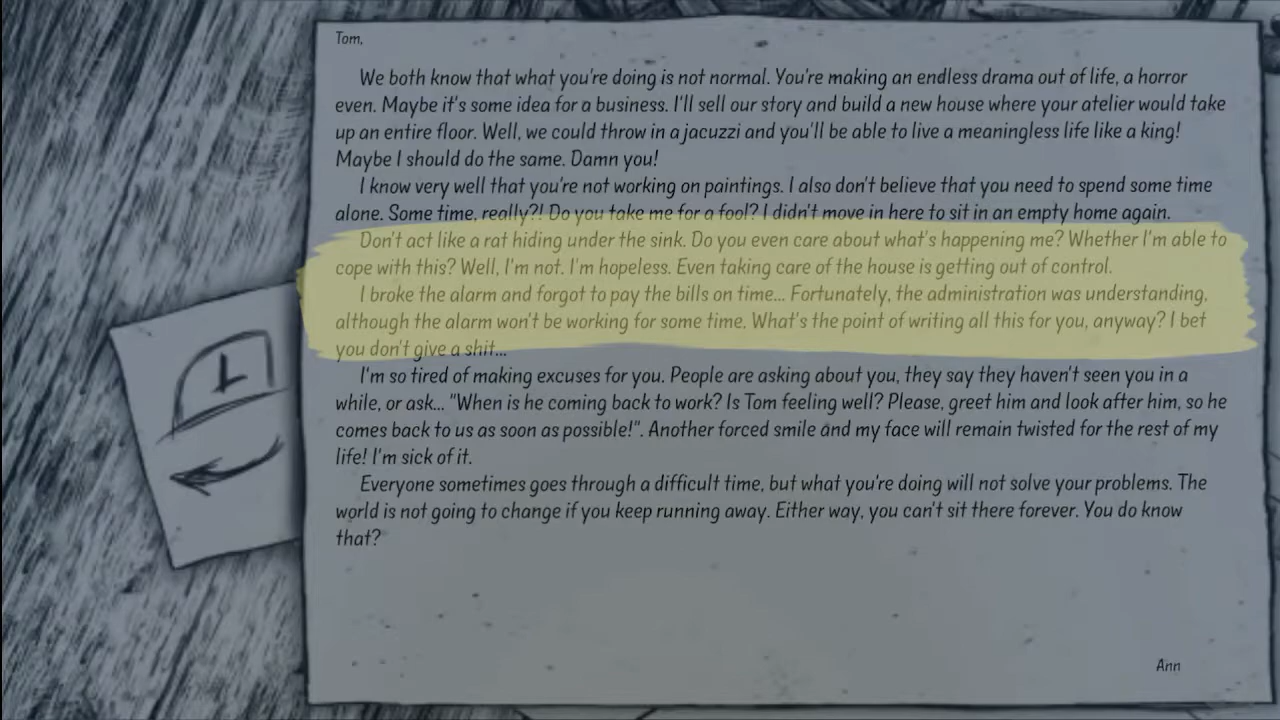 Tom,
We both know that what you're doing is not normal. You're making an endless drama out of life, a horror
even. Maybe it's some idea for a business. I'll sell our story and build a new house where your atelier would take
up an entire floor. Well, we could throw in a jacuzzi and you'll be able to live a meaningless life like a king!
Maybe I should do the same. Damn you!
I know very well that you're not working on paintings. I also don't believe that you need to spend some time
alone. Some time, really?! Do you take me for a fool? I didn't move in here to sit in an empty home again.
Don't act like a rat hiding under the sink. Do you even care about what's happening me? Whether I'm able to
cope with this? Well, I'm not. I'm hopeless. Even taking care of the house is getting out of control.
I broke the alarm and forgot to pay the bills on time... Fortunately, the administration was understanding,
although the alarm won't be working for some time. What's the point of writing all this for you, anyway? I bet
you don't give a shit...
I'm so tired of making excuses for you. People are asking about you, they say they haven't seen you in a
while, or ask... "When is he coming back to work? Is Tom feeling well? Please, greet him and look after him, so he
comes back to us as soon as possible!". Another forced smile and my face will remain twisted for the rest of my
life! I'm sick of it.
Everyone sometimes goes through a difficult time, but what you're doing will not solve your problems. The
world is not going to change if you keep running away. Either way, you can't sit there forever. You do know
that?
Ann
L